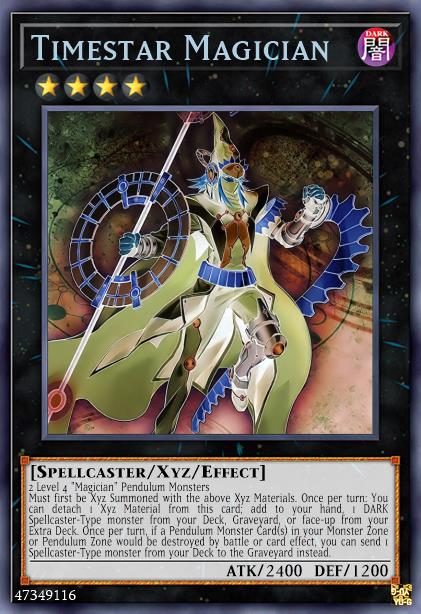 TIMESTAR MAGICIAN
DARK
闇
[SPELLCASTER/XYZ/EFFECT]
2 Level 4 "Magician" Pendulum Monsters
Must first be Xyz Summoned with the above Xyz Materials. Once per turn: You
can detach 1 Xyz Material from this card; add to your hand, 1 DARK
Spellcaster-Type monster from your Deck, Graveyard, or face-up from your
Extra Deck. Once per turn, if a Pendulum Monster Card(s) in your Monster Zone
or Pendulum Zone would be destroyed by battle or card effect, you can send 1
Spellcaster-Type monster from your Deck to the Graveyard instead.
ATK/2400 DEF/1200
47349116